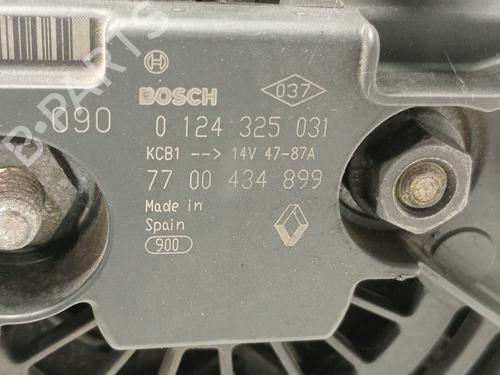 BOSCH
037
090
0 124 325 031
KCB1 --> 14V 47-87A
77 00 434 899
Made in
Spain
900
B-PARTS